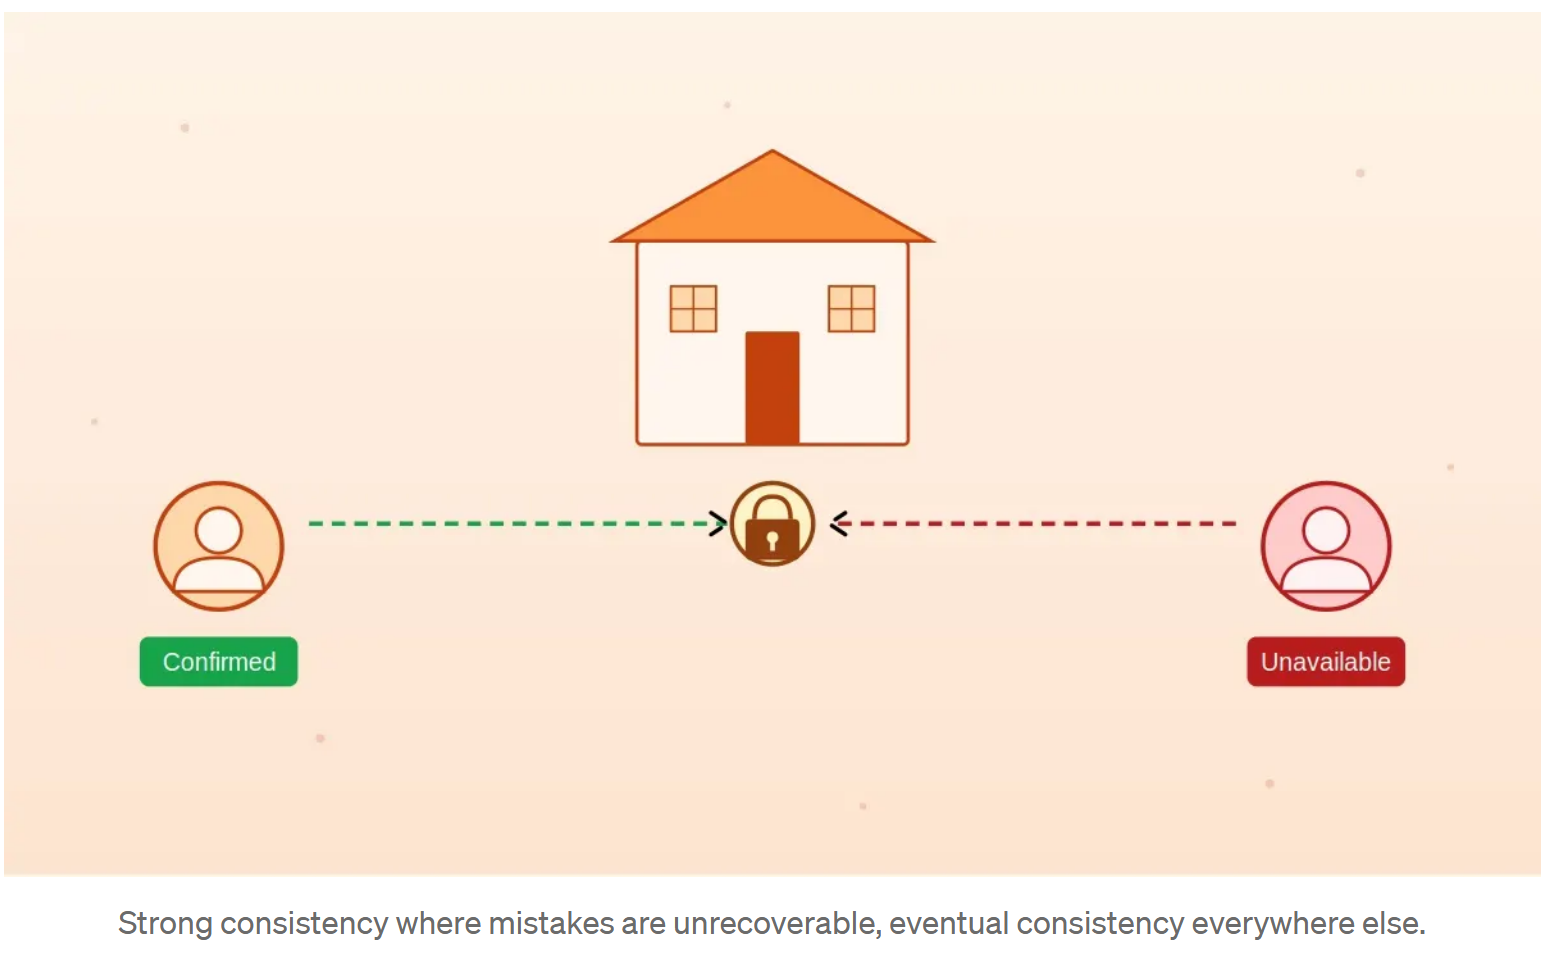 Confirmed
Unavailable
Strong consistency where mistakes are unrecoverable, eventual consistency everywhere else.